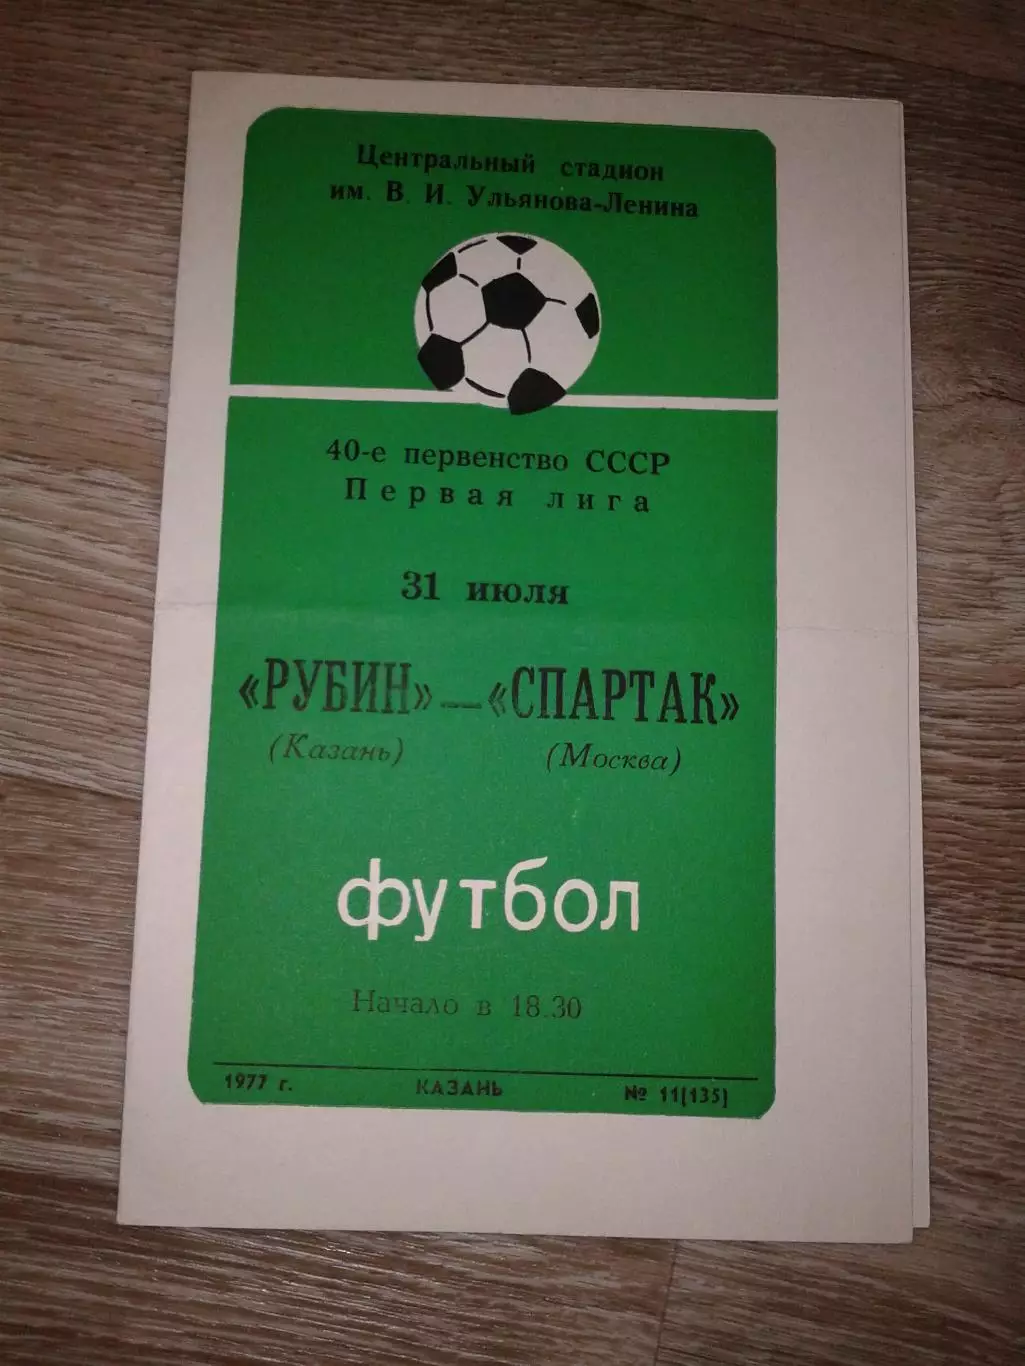 Центральный стадион
им. В. И. Ульянова-Ленина
40-е первенство СССР
Первая лига
31 июля
«РУБИН» — «СПАРТАК»
(Казань) (Москва)
футбол
Начало в 18.30
1977 г. КАЗАНЬ № 11[135]